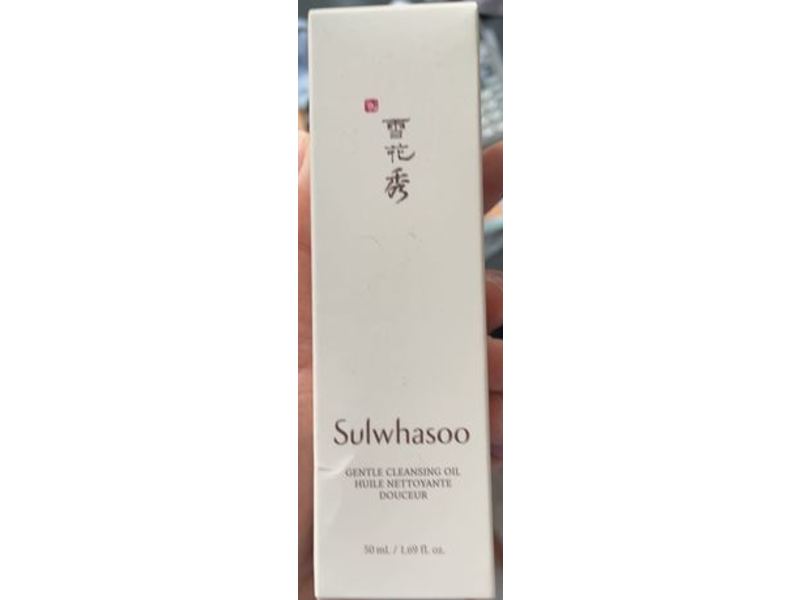 雪
花
秀
Sulwhasoo
GENTLE CLEANSING OIL
HUILE NETTOYANTE
DOUCEUR
50 mL / 1.69 fl. oz.